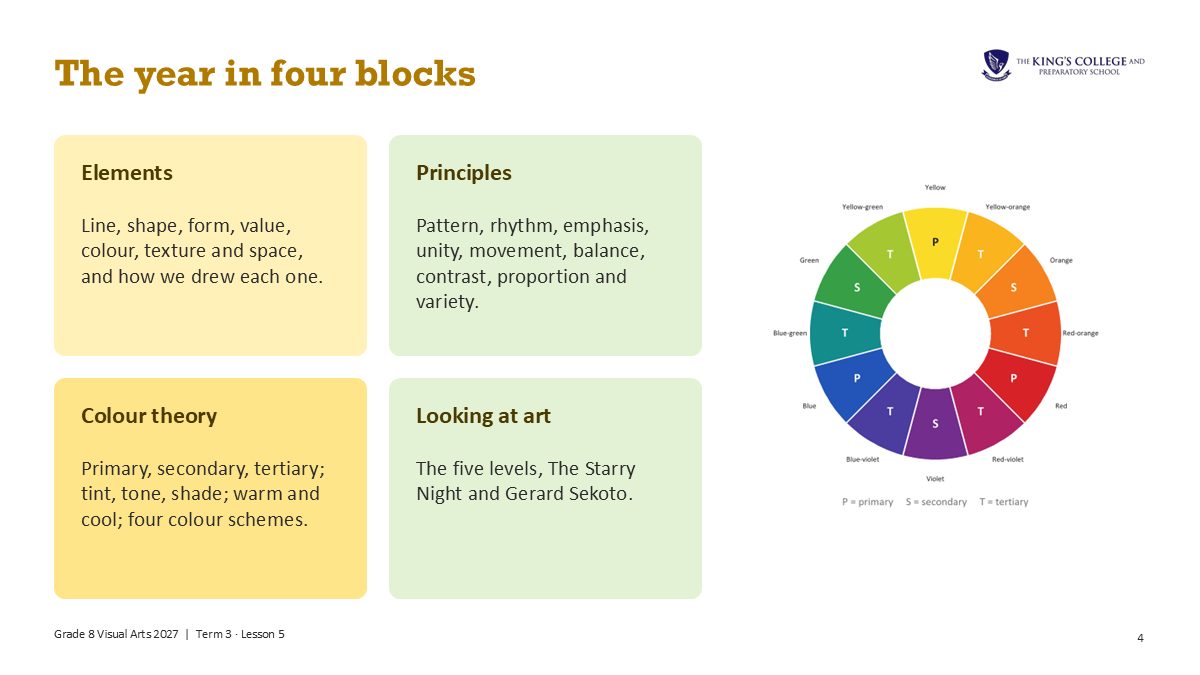 The year in four blocks
THE KING'S COLLEGE AND
PREPARATORY SCHOOL
Elements
Line, shape, form, value,
colour, texture and space,
and how we drew each one.
Principles
Pattern, rhythm, emphasis,
unity, movement, balance,
contrast, proportion and
variety.
Colour theory
Primary, secondary, tertiary;
tint, tone, shade; warm and
cool; four colour schemes.
Looking at art
The five levels, The Starry
Night and Gerard Sekoto.
Yellow
Yellow-green
Yellow-orange
P
T
T
Green
Orange
S
S
Blue-green
T
T
Red-orange
P
P
Blue
Red
T
T
S
Blue-violet
Red-violet
Violet
P = primary S = secondary T = tertiary
Grade 8 Visual Arts 2027 | Term 3 · Lesson 5
4